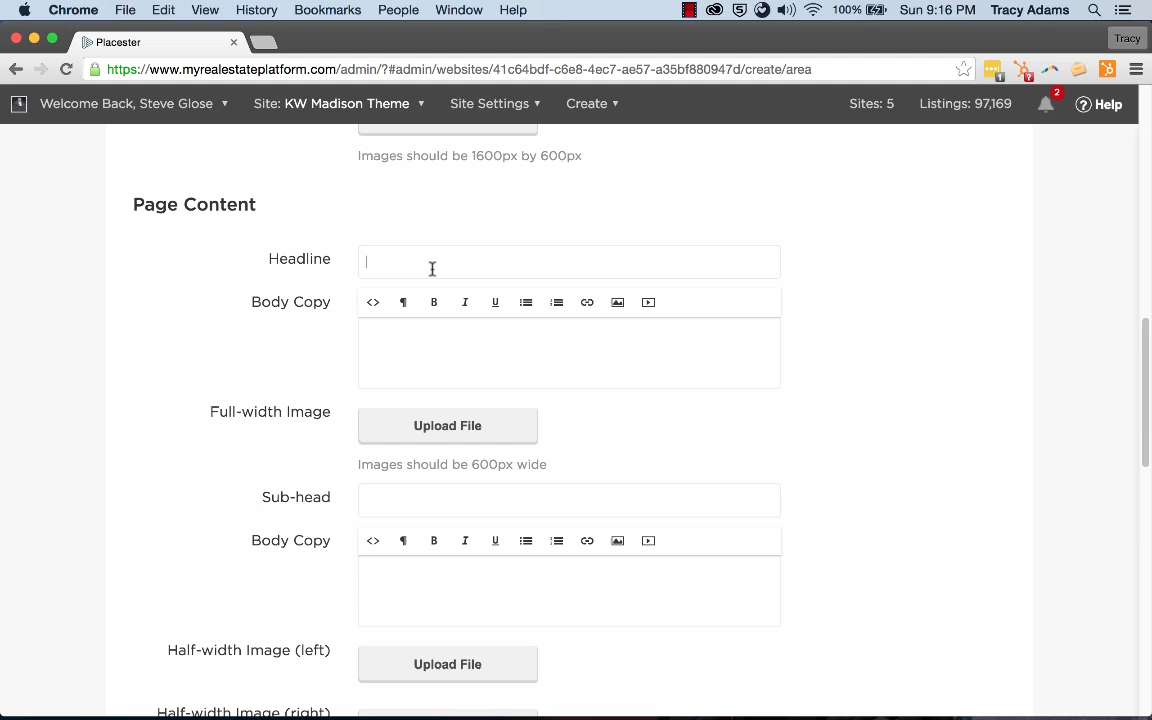 Chrome File Edit View History Bookmarks People Window Help 5 100% Sun 9:16 PM Tracy Adams
Placester Tracy
https://www.myrealestateplatform.com/admin/?#admin/websites/41c64bdf-c6e8-4ec7-ae57-a35bf880947d/create/area 1 ?
Welcome Back, Steve Glose Site: KW Madison Theme Site Settings Create Sites: 5 Listings: 97,169 2 ? Help
Images should be 1600px by 600px
Page Content
Headline
Body Copy <> ¶ B I U
Full-width Image Upload File
Images should be 600px wide
Sub-head
Body Copy <> ¶ B I U
Half-width Image (left) Upload File
Half-width Image (right)